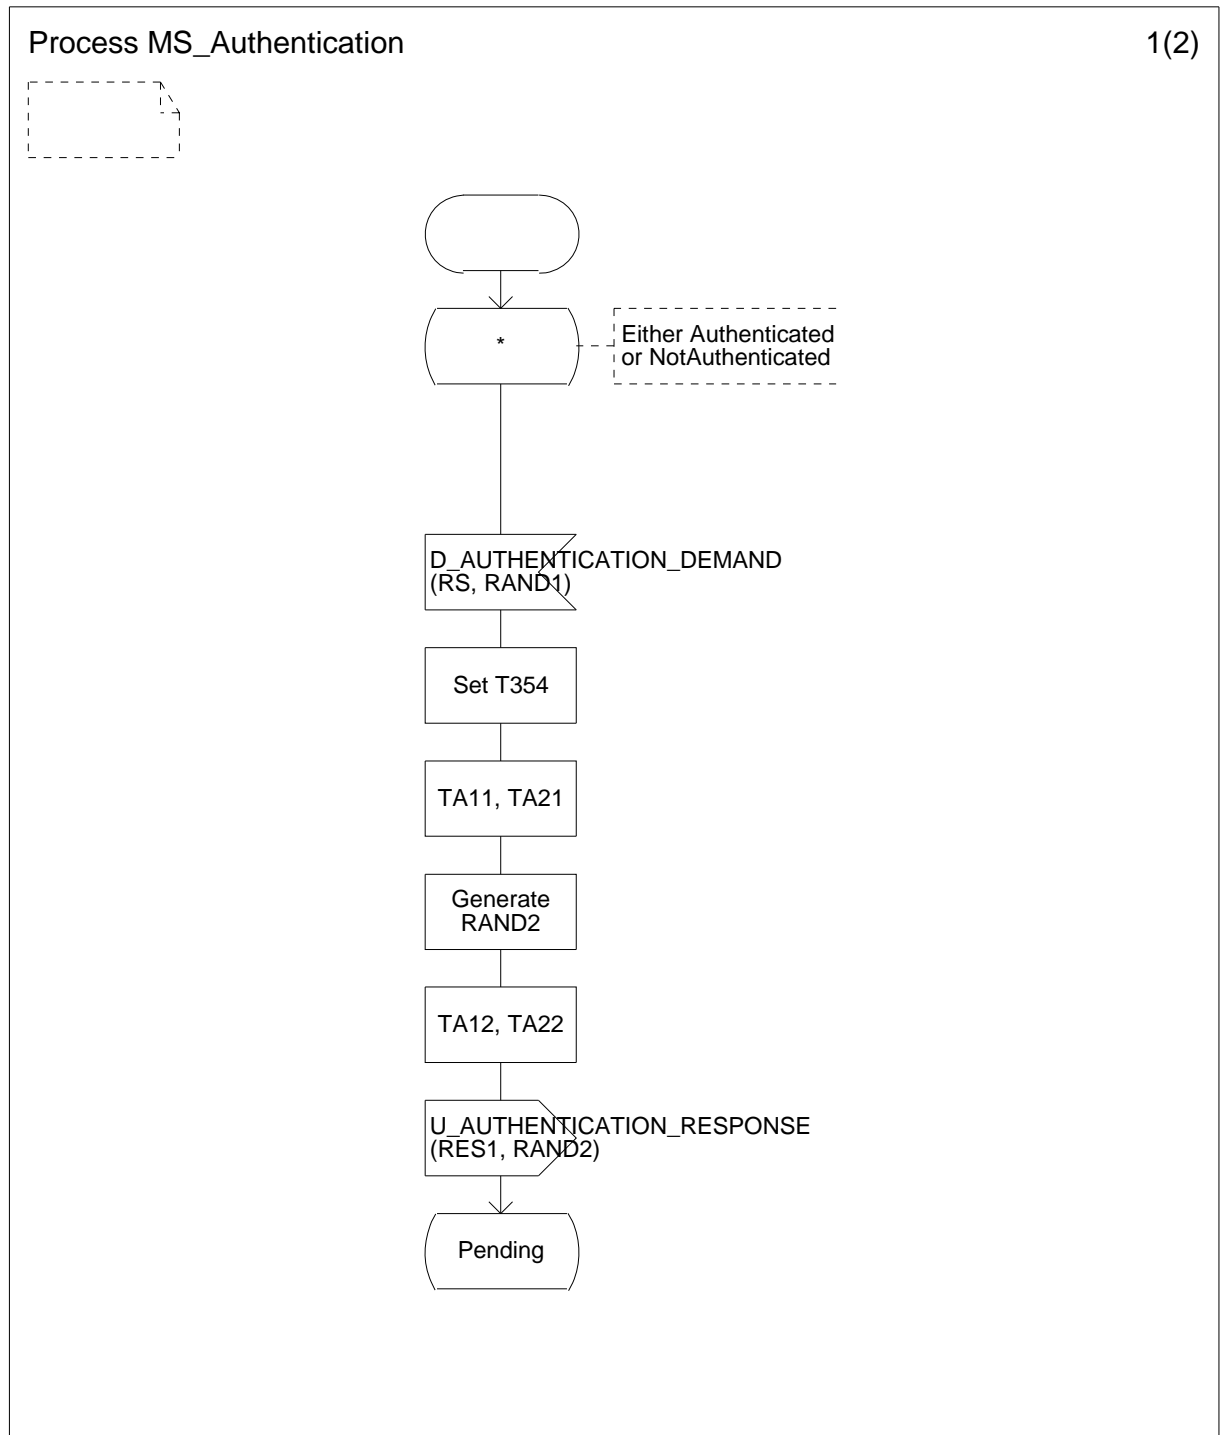 Process MS_Authentication
1(2)
*
Either Authenticated
or NotAuthenticated
D_AUTHENTICATION_DEMAND
(RS, RAND1)
Set T354
TA11, TA21
Generate
RAND2
TA12, TA22
U_AUTHENTICATION_RESPONSE
(RES1, RAND2)
Pending